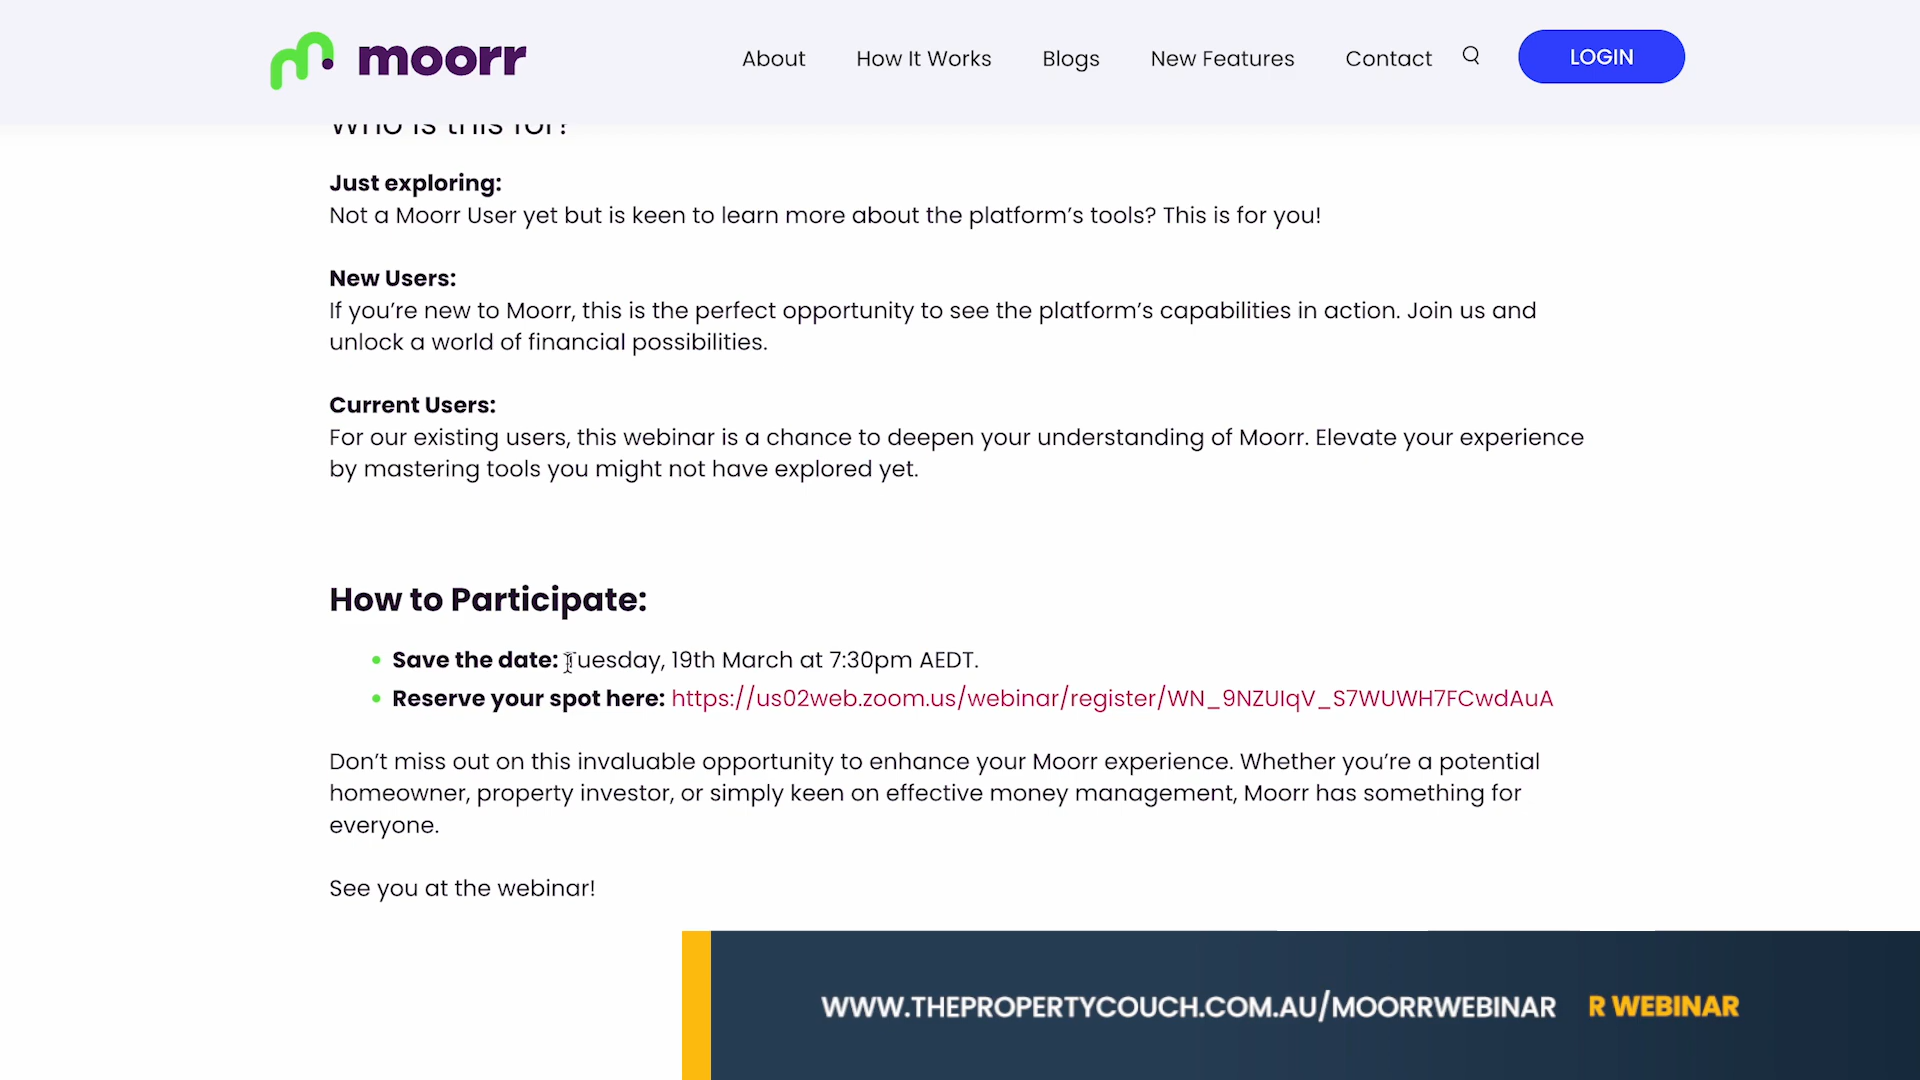 moorr
About How It Works Blogs New Features Contact LOGIN
Who is this for?
Just exploring:
Not a Moorr User yet but is keen to learn more about the platform’s tools? This is for you!
New Users:
If you’re new to Moorr, this is the perfect opportunity to see the platform’s capabilities in action. Join us and
unlock a world of financial possibilities.
Current Users:
For our existing users, this webinar is a chance to deepen your understanding of Moorr. Elevate your experience
by mastering tools you might not have explored yet.
How to Participate:
Save the date: Tuesday, 19th March at 7:30pm AEDT.
Reserve your spot here: https://us02web.zoom.us/webinar/register/WN_9NZUIqV_S7WUWH7FCwdAuA
Don’t miss out on this invaluable opportunity to enhance your Moorr experience. Whether you’re a potential
homeowner, property investor, or simply keen on effective money management, Moorr has something for
everyone.
See you at the webinar!
WWW.THEPROPERTYCOUCH.COM.AU/MOORRWEBINAR R WEBINAR